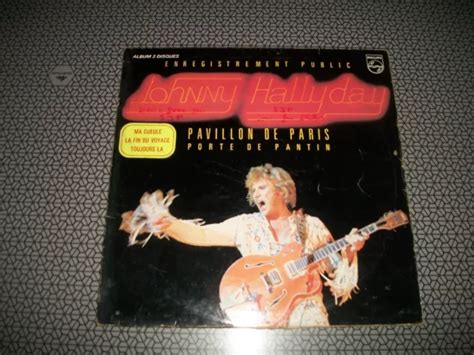 ALBUM 2 DISQUES
ENREGISTREMENT PUBLIC
PHILIPS
Johnny Hallyday
PAVILLON DE PARIS
PORTE DE PANTIN
MA GUEULE
LA FIN DU VOYAGE
TOUJOURS LA